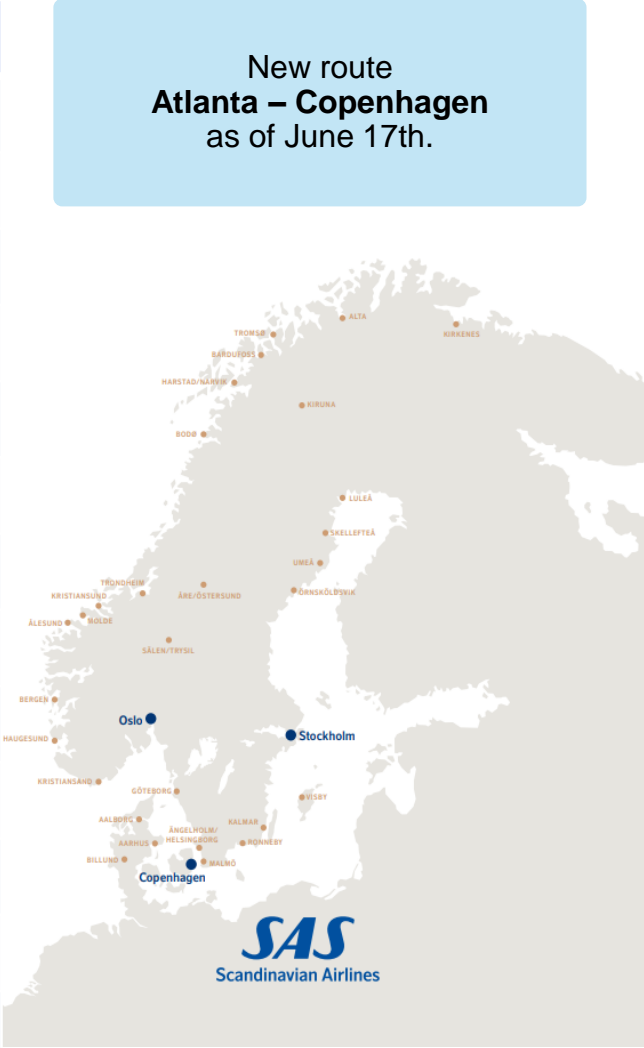 New route
Atlanta – Copenhagen
as of June 17th.
ALTA
KIRKENES
TROMSØ
BARDUFOSS
HARSTAD/NARVIK
KIRUNA
BODØ
LULEÅ
SKELLEFTEÅ
UMEÅ
TRONDHEIM
ÖRNSKÖLDSVIK
KRISTIANSUND
ÅRE/ÖSTERSUND
MOLDE
ÅLESUND
SÄLEN/TRYSIL
BERGEN
Oslo
Stockholm
HAUGESUND
KRISTIANSAND
GÖTEBORG
VISBY
AALBORG
KALMAR
ÄNGELHOLM/
HELSINGBORG
AARHUS
RONNEBY
BILLUND
MALMÖ
Copenhagen
SAS
Scandinavian Airlines